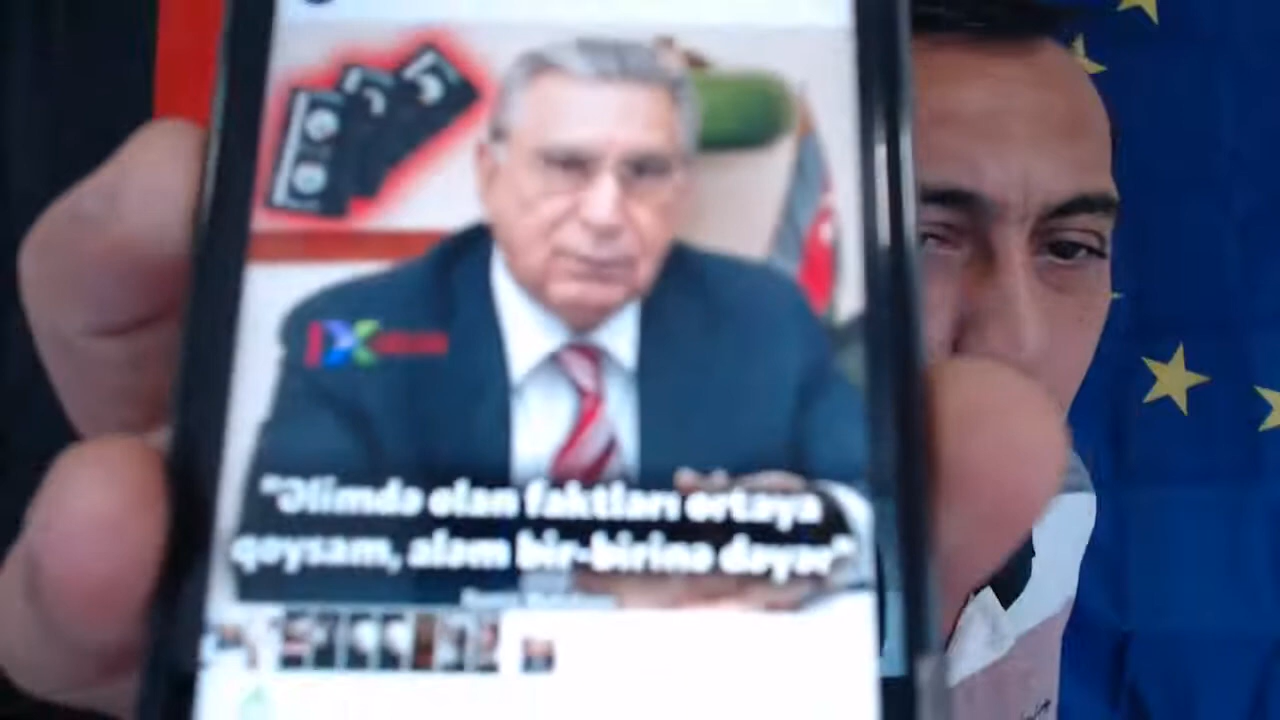 "Əlimdə olan faktları ortaya
qoysam, aləm bir-birinə dəyər"